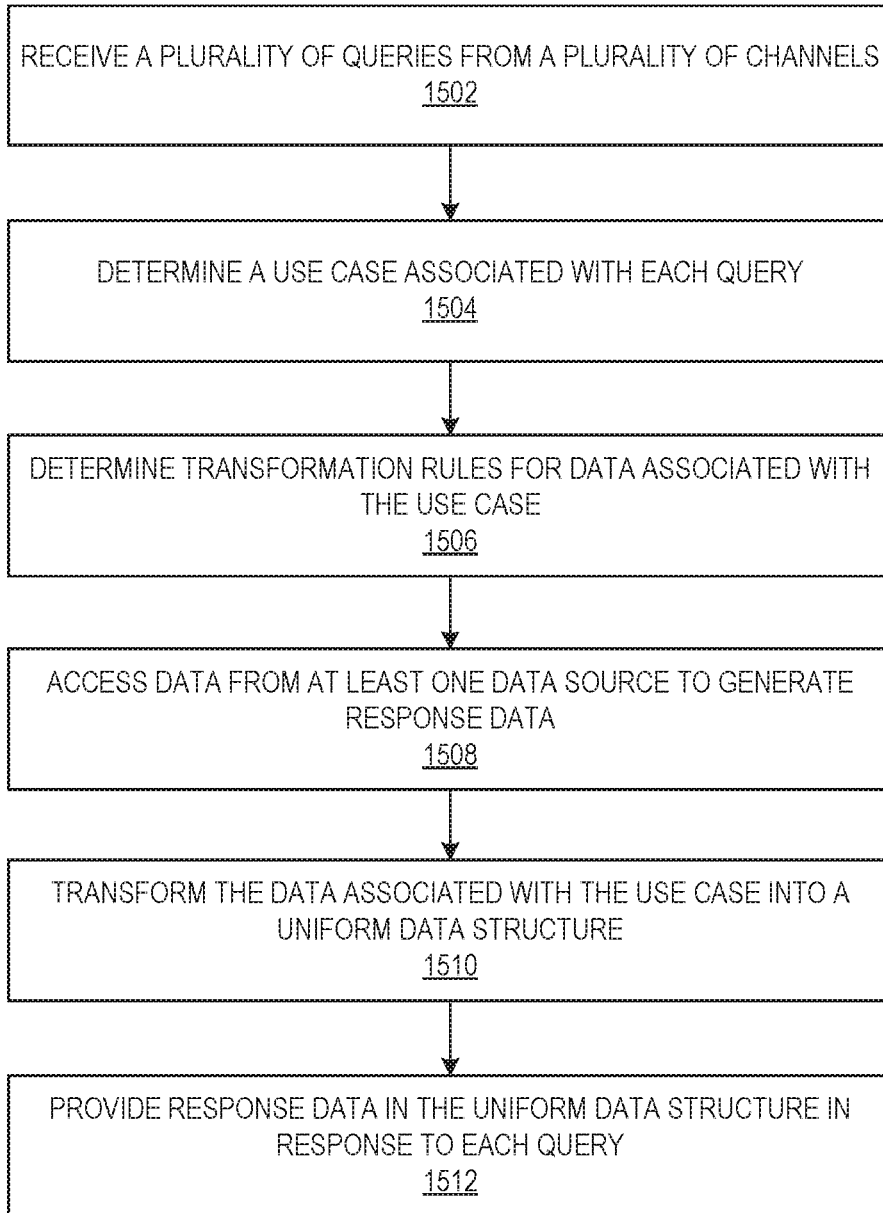 RECEIVE A PLURALITY OF QUERIES FROM A PLURALITY OF CHANNELS
1502
DETERMINE A USE CASE ASSOCIATED WITH EACH QUERY
1504
DETERMINE TRANSFORMATION RULES FOR DATA ASSOCIATED WITH
THE USE CASE
1506
ACCESS DATA FROM AT LEAST ONE DATA SOURCE TO GENERATE
RESPONSE DATA
1508
TRANSFORM THE DATA ASSOCIATED WITH THE USE CASE INTO A
UNIFORM DATA STRUCTURE
1510
PROVIDE RESPONSE DATA IN THE UNIFORM DATA STRUCTURE IN
RESPONSE TO EACH QUERY
1512